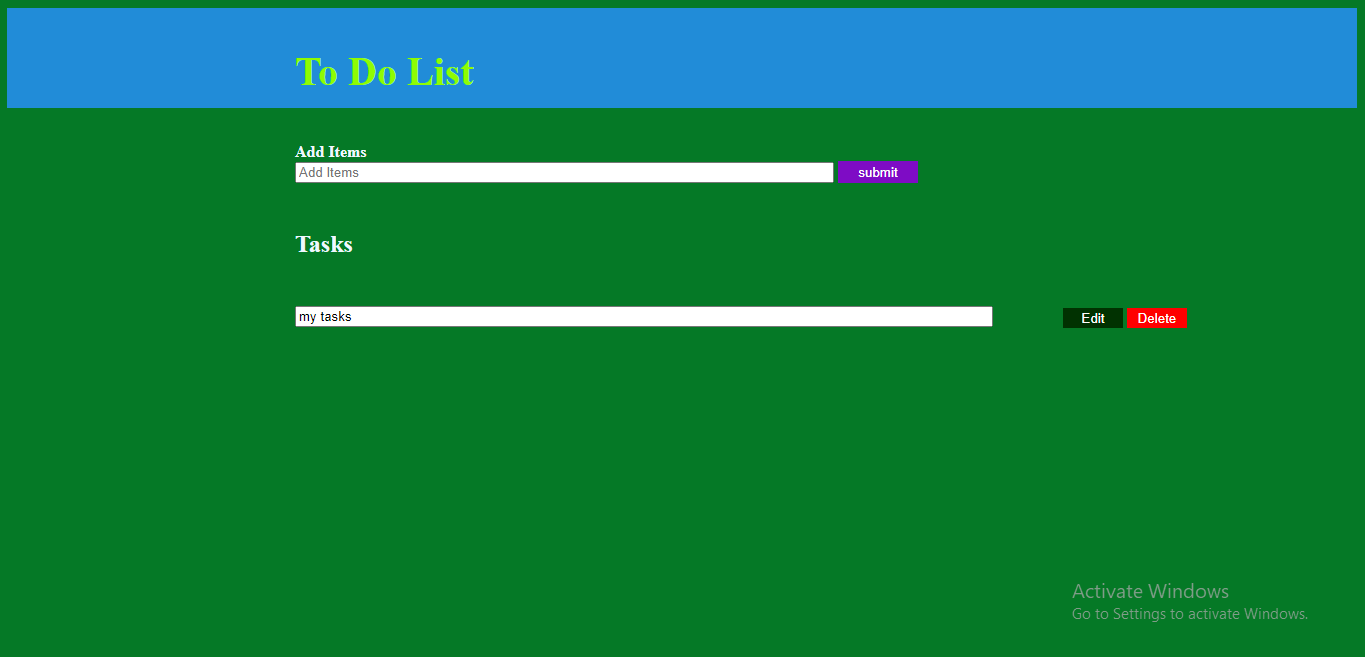 To Do List
Add Items
Add Items submit
Tasks
my tasks Edit Delete
Activate Windows
Go to Settings to activate Windows.